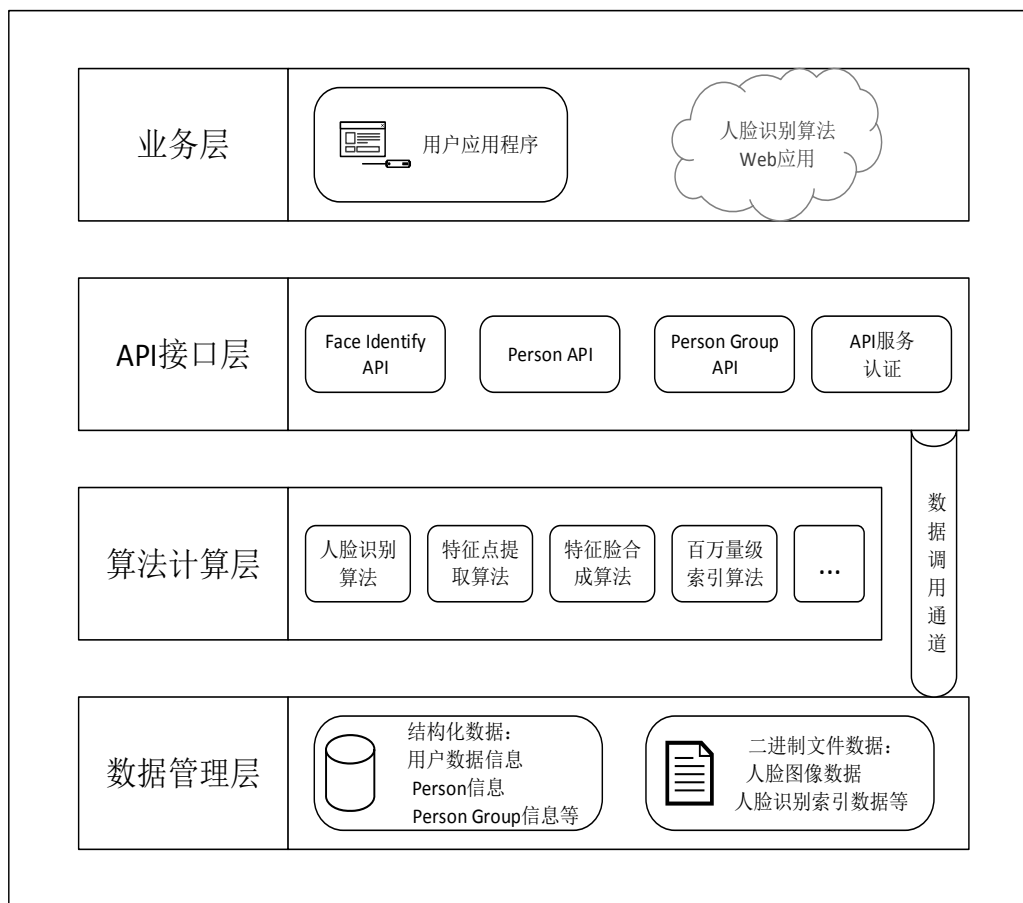 业务层
用户应用程序
人脸识别算法
Web应用
API接口层
Face Identify
API
Person API
Person Group
API
API服务
认证
算法计算层
人脸识别
算法
特征点提
取算法
特征脸合
成算法
百万量级
索引算法
...
数
据
调
用
通
道
数据管理层
结构化数据：
用户数据信息
Person信息
Person Group信息等
二进制文件数据：
人脸图像数据
人脸识别索引数据等